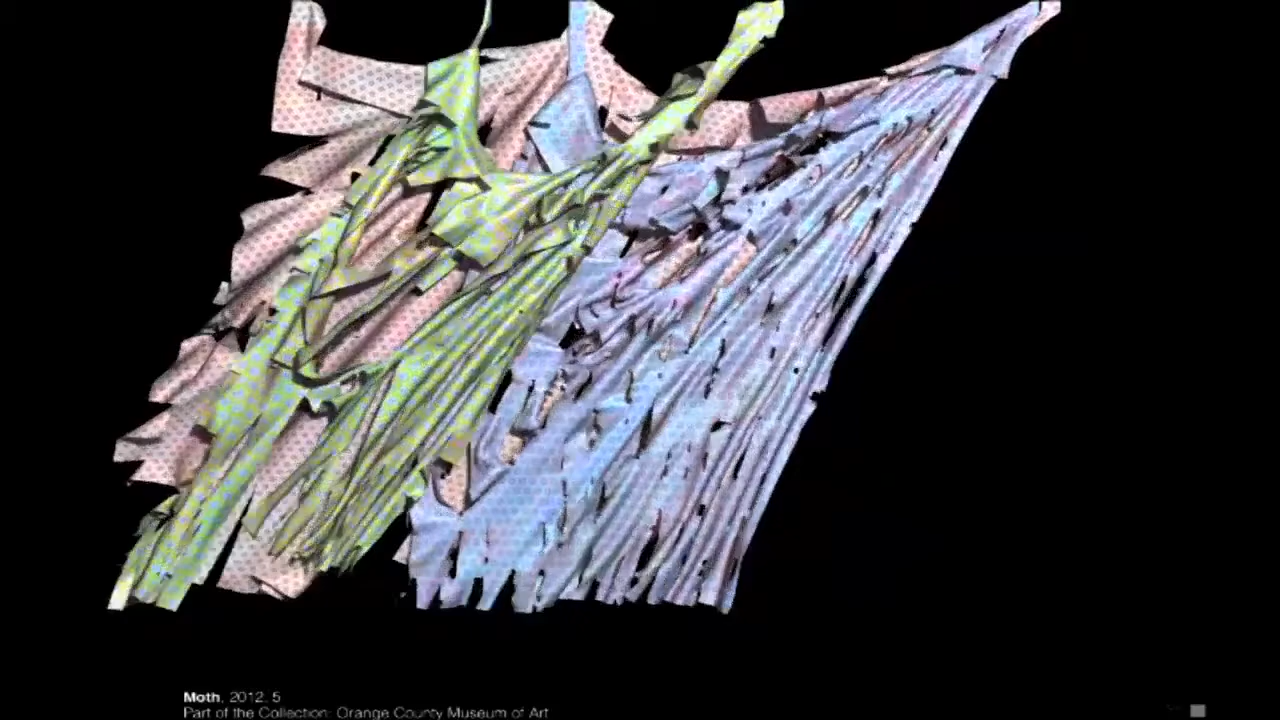 Moth, 2012, 5
Part of the Collection: Orange County Museum of Art